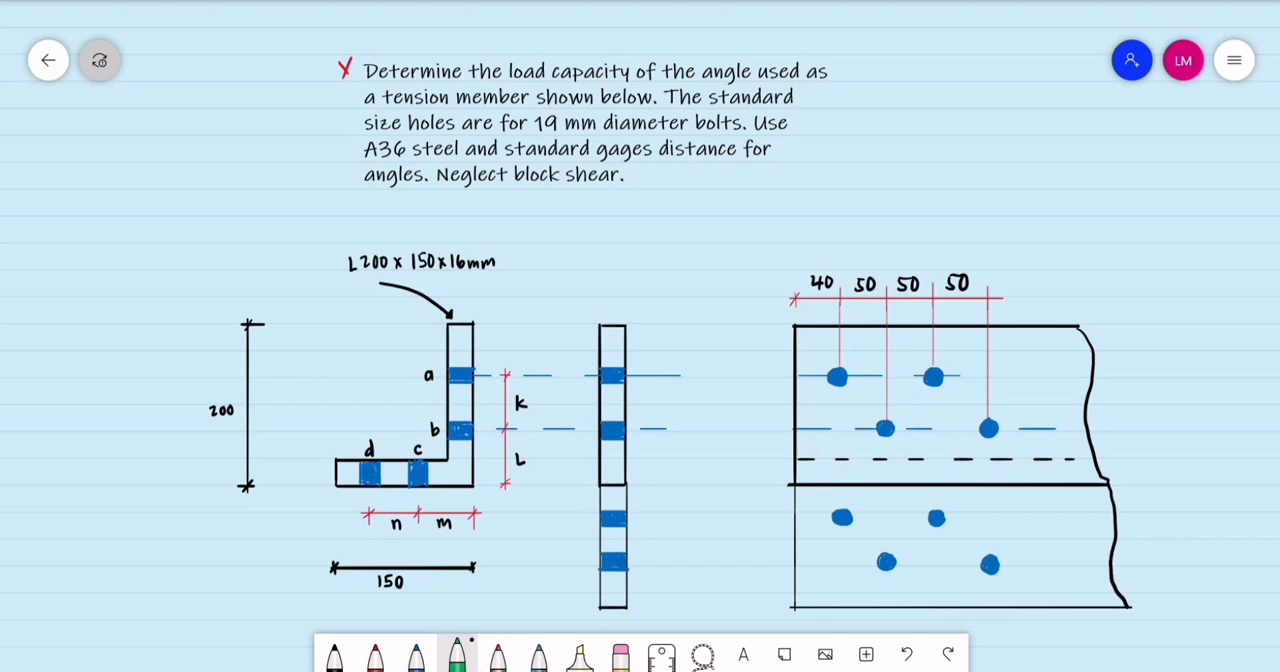 LM
x Determine the load capacity of the angle used as
a tension member shown below. The standard
size holes are for 19 mm diameter bolts. Use
A36 steel and standard gages distance for
angles. Neglect block shear.
L200 x 150 x 16mm
40 50 50 50
a
k
200
b
d c
L
n m
150
A